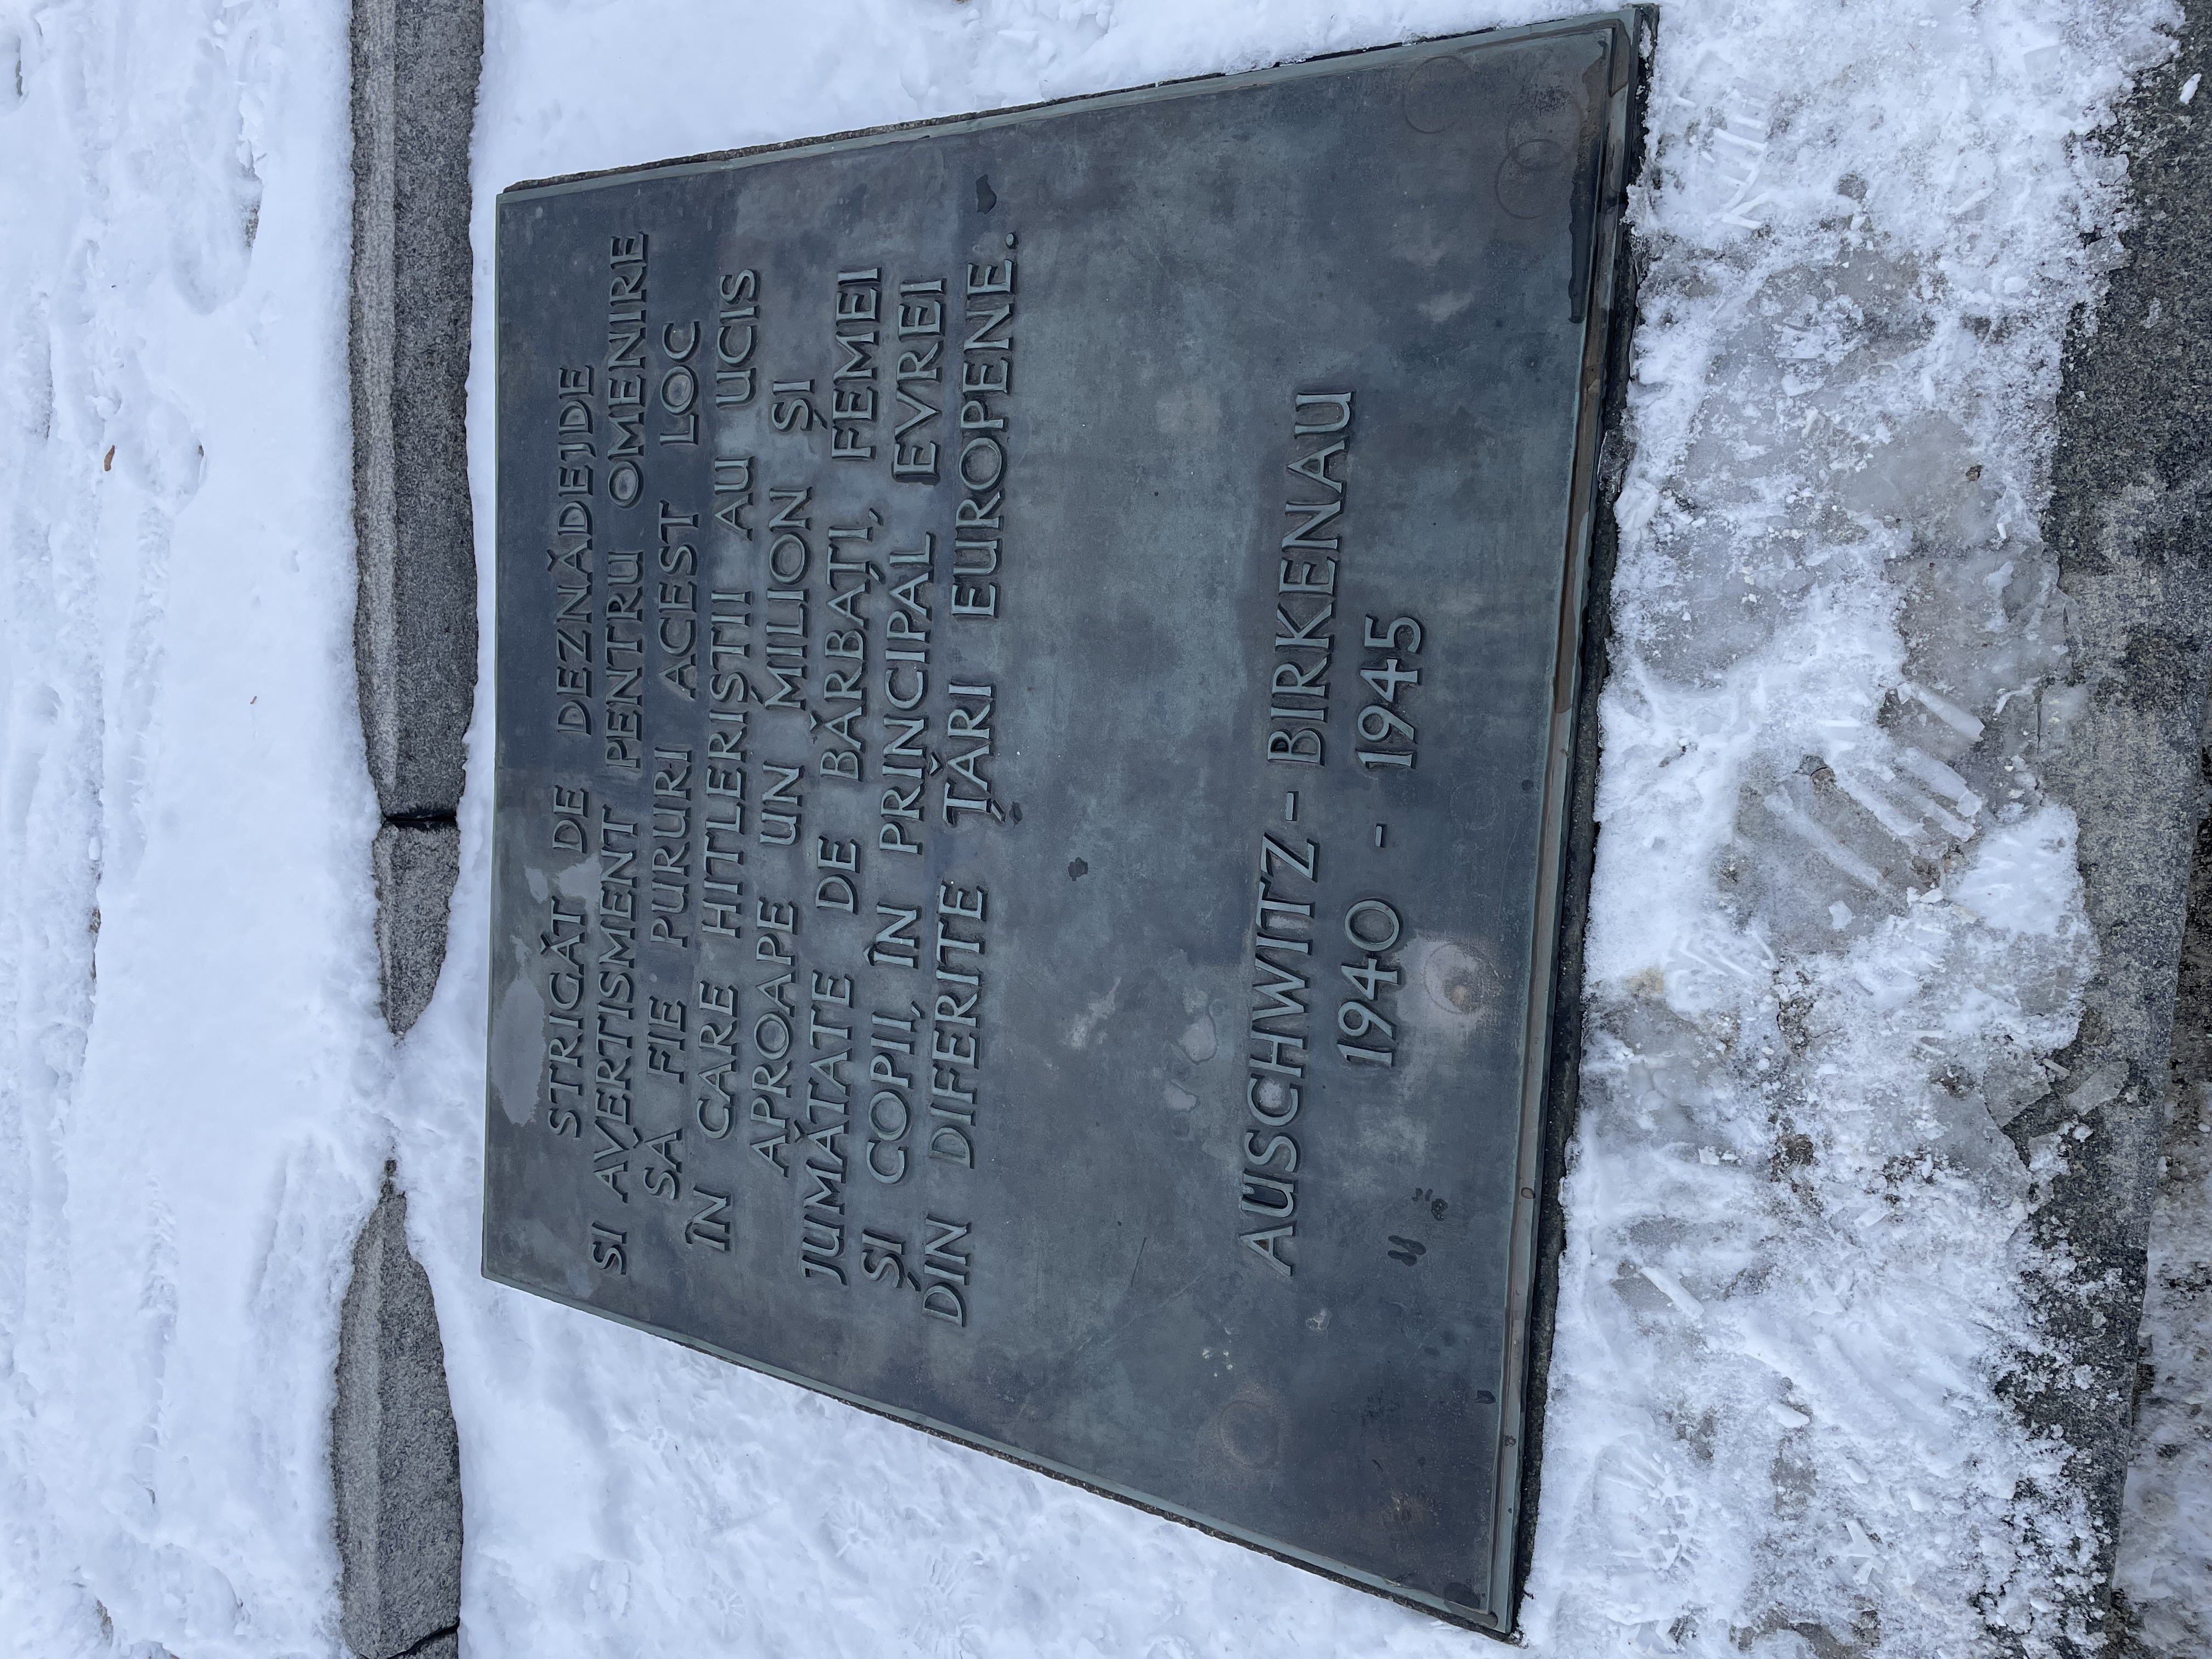 STRIGĂT DE DEZNĂDEJDE
SI AVERTISMENT PENTRU OMENIRE
SĂ FIE PURURI ACEST LOC
ÎN CARE HITLERIŞTII AU UCIS
APROAPE UN MILION ŞI
JUMĂTATE DE BĂRBAŢI, FEMEI
ŞI COPII, ÎN PRINCIPAL EVREI
DIN DIFERITE ŢĂRI EUROPENE.
AUSCHWITZ - BIRKENAU
1940 - 1945